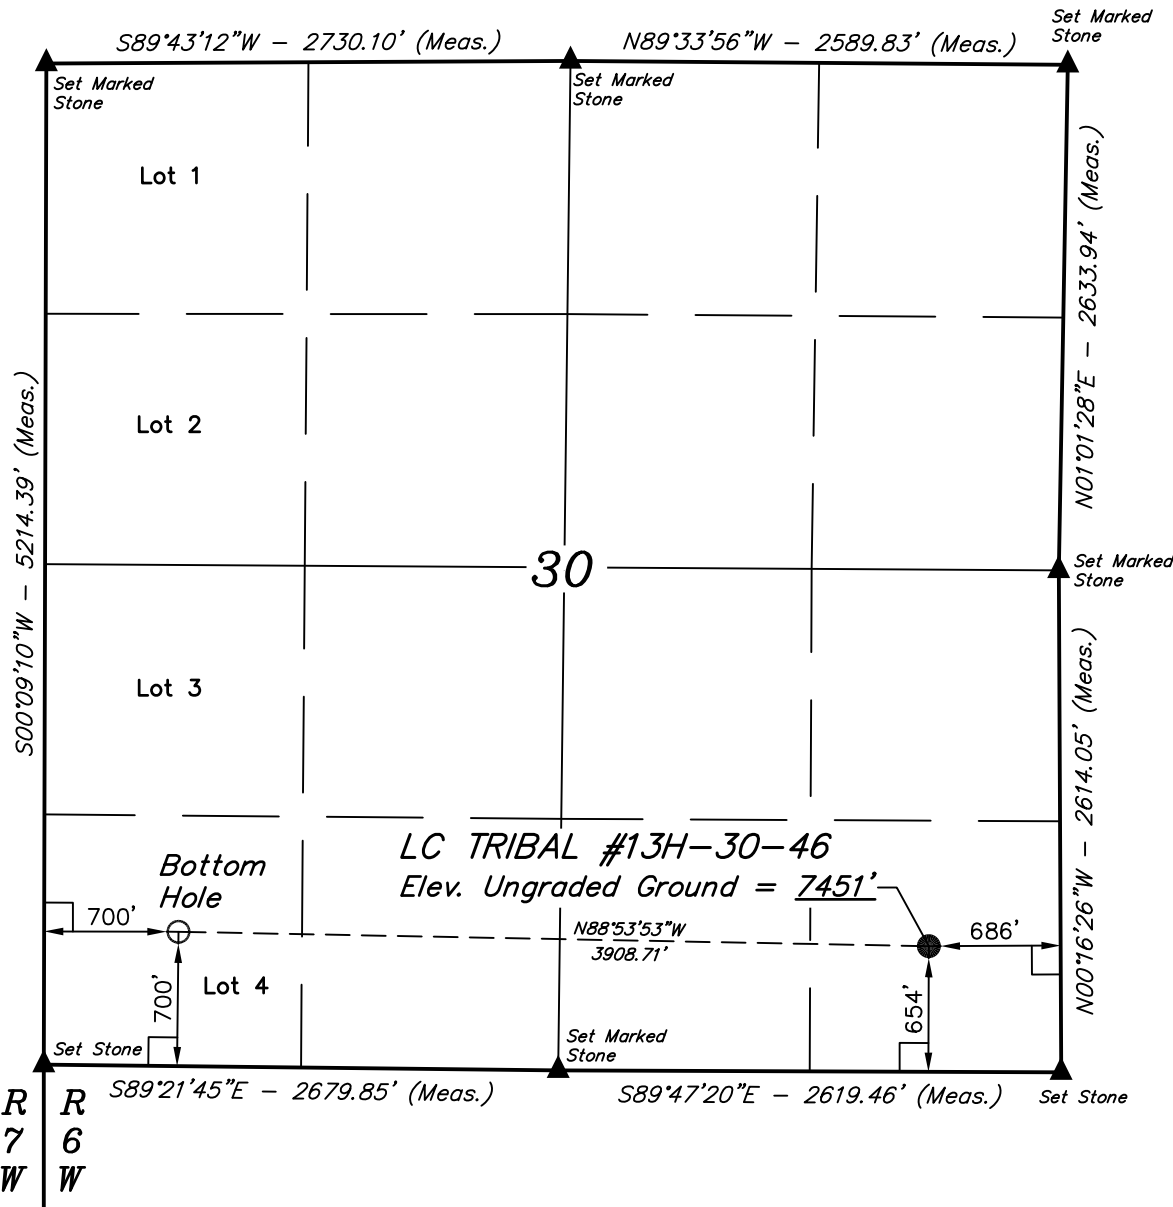 Set Marked
Stone
S89°43'12"W - 2730.10' (Meas.)
N89°33'56"W - 2589.83' (Meas.)
Set Marked
Stone
Set Marked
Stone
Lot 1
N01°01'28"E - 2633.94' (Meas.)
Lot 2
S00°09'10"W - 5214.39' (Meas.)
30
Set Marked
Stone
Lot 3
N00°16'26"W - 2614.05' (Meas.)
LC TRIBAL #13H-30-46
Elev. Ungraded Ground = 7451'
Bottom
Hole
700'
N88°53'53"W
3908.71'
686'
700'
Lot 4
654'
Set Stone
Set Marked
Stone
S89°21'45"E - 2679.85' (Meas.)
S89°47'20"E - 2619.46' (Meas.)
Set Stone
R R
7 6
W W